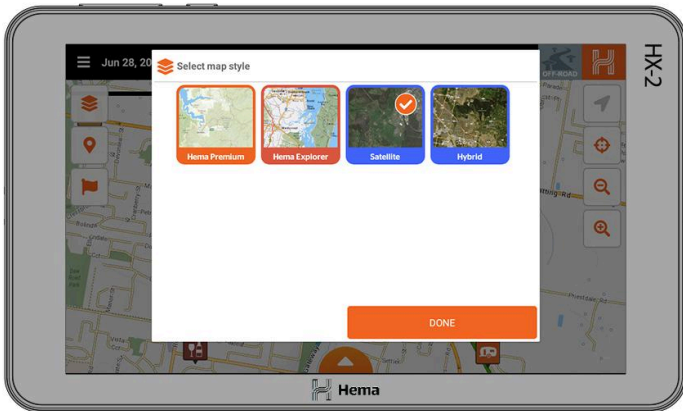 Jun 28, 20
Select map style
OFF-ROAD
H
HX-2
Hema Premium
Hema Explorer
Satellite
Hybrid
DONE
Hema